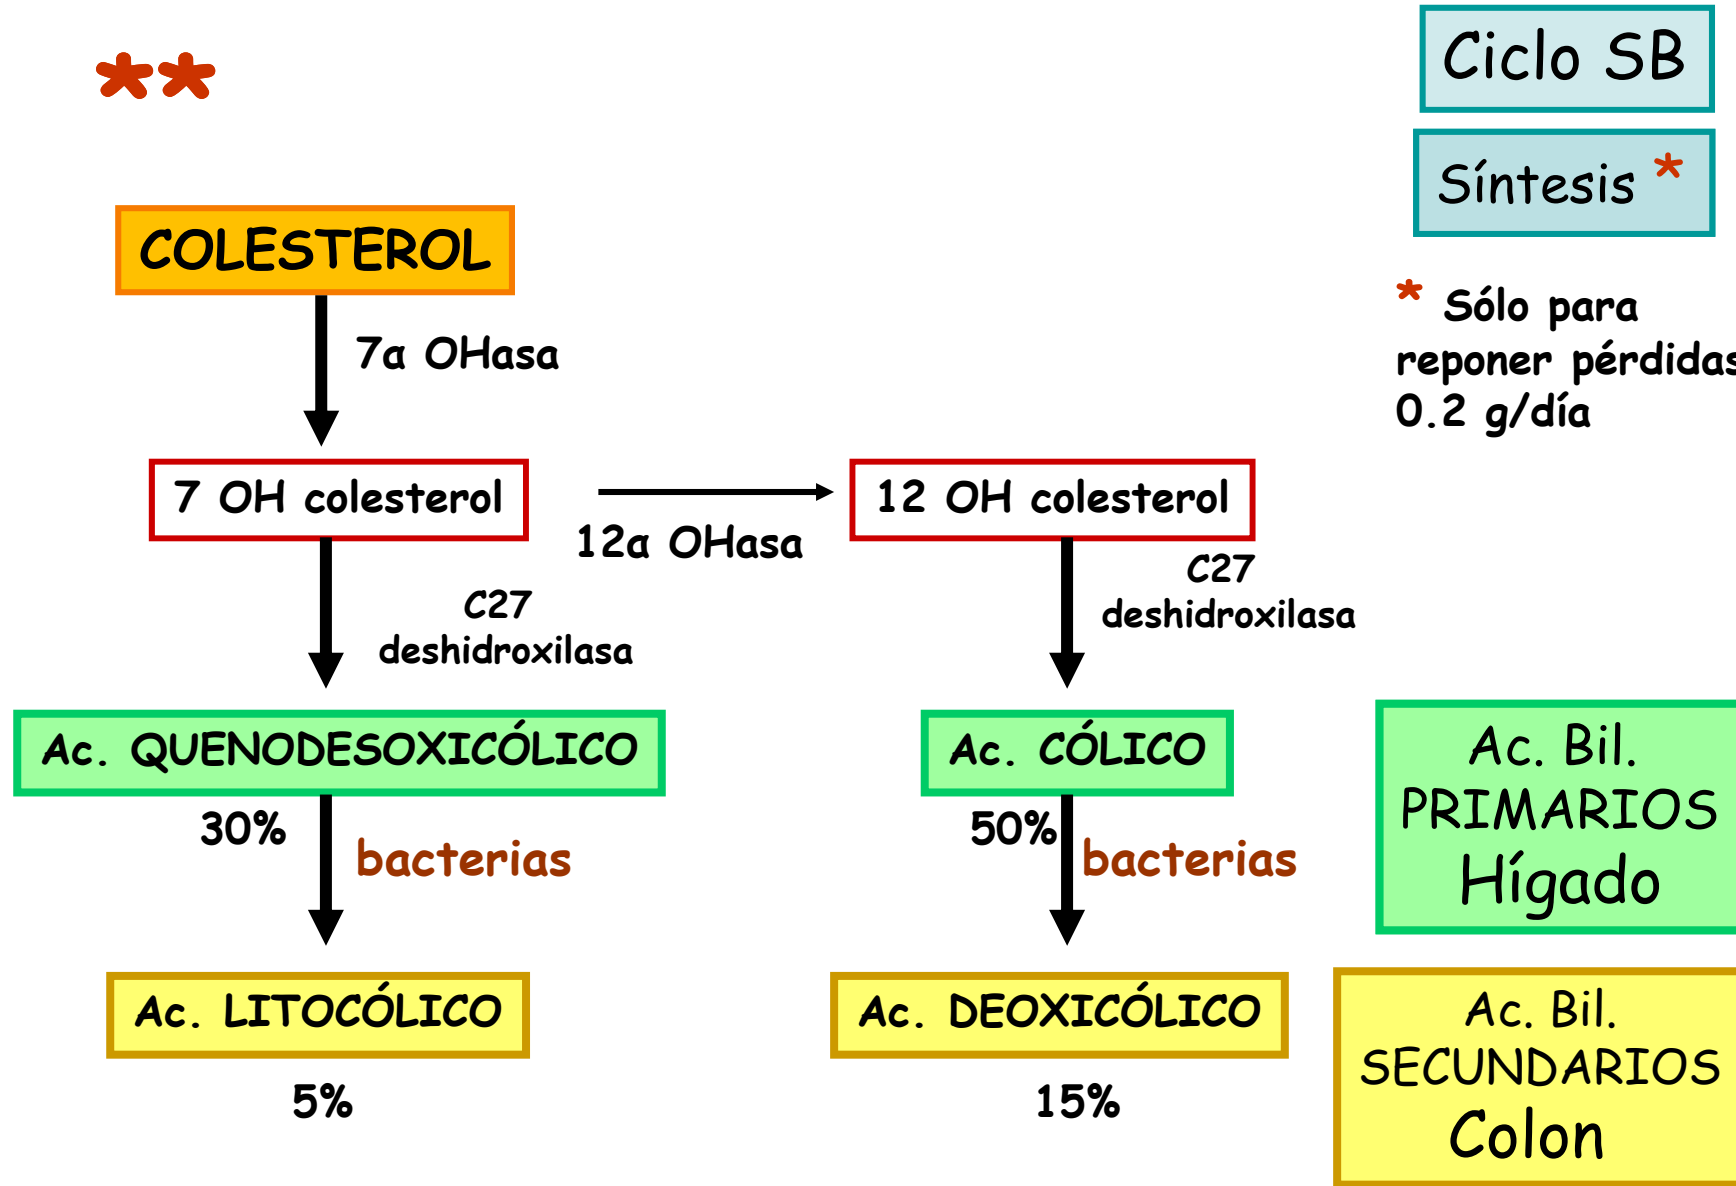 **
Ciclo SB
Síntesis *
COLESTEROL
7α OHasa
* Sólo para
reponer pérdidas
0.2 g/día
7 OH colesterol
12α OHasa
12 OH colesterol
C27
deshidroxilasa
C27
deshidroxilasa
Ac. QUENODESOXICÓLICO
30%
bacterias
Ac. CÓLICO
50%
bacterias
Ac. Bil.
PRIMARIOS
Hígado
Ac. LITOCÓLICO
5%
Ac. DEOXICÓLICO
15%
Ac. Bil.
SECUNDARIOS
Colon